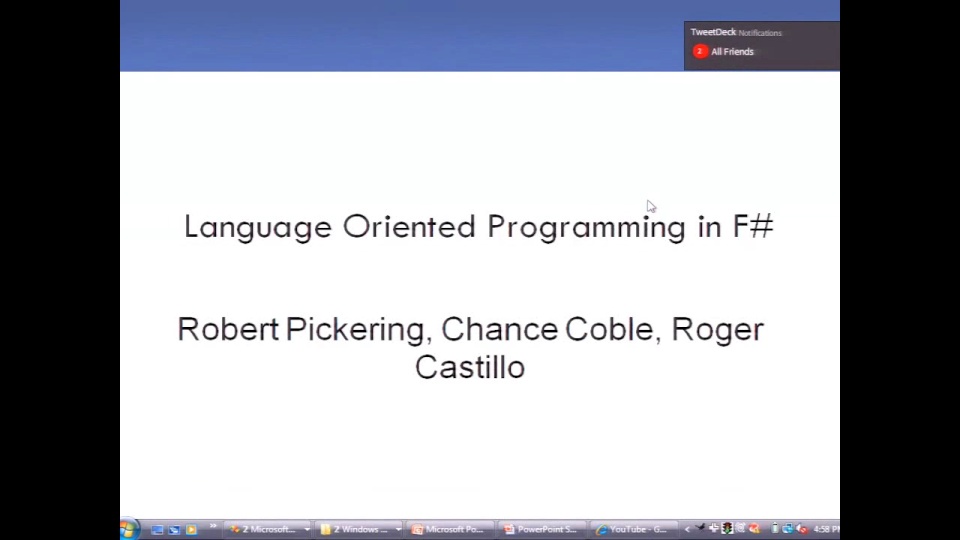 TweetDeck Notifications
2 All Friends
Language Oriented Programming in F#
Robert Pickering, Chance Coble, Roger
Castillo
2 Microsoft... 2 Windows ... Microsoft Po... PowerPoint S... YouTube - G... 4:58 PM